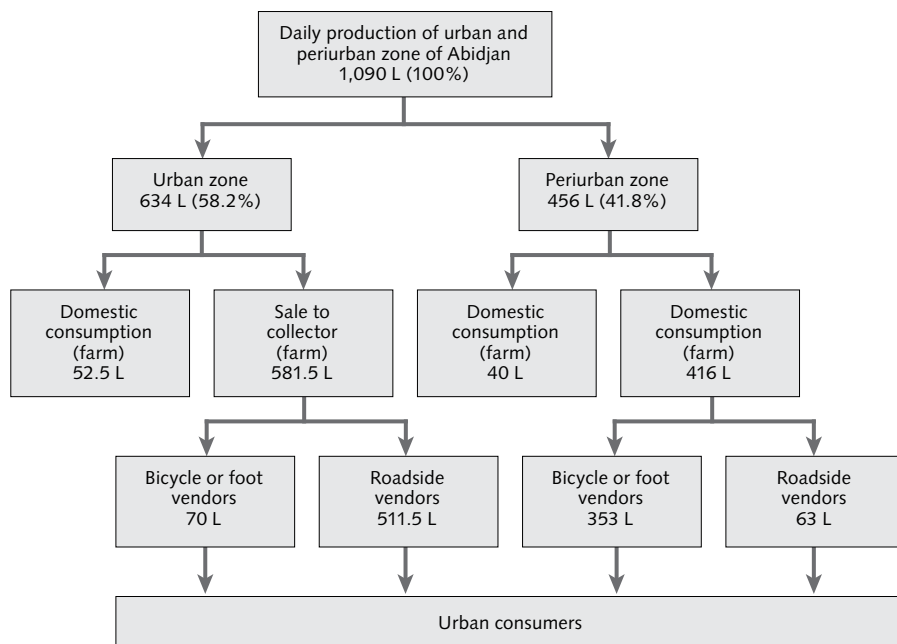 Daily production of urban and
periurban zone of Abidjan
1,090 L (100%)
Urban zone
634 L (58.2%)
Periurban zone
456 L (41.8%)
Domestic
consumption
(farm)
52.5 L
Sale to
collector
(farm)
581.5 L
Domestic
consumption
(farm)
40 L
Domestic
consumption
(farm)
416 L
Bicycle or foot
vendors
70 L
Roadside
vendors
511.5 L
Bicycle or foot
vendors
353 L
Roadside
vendors
63 L
Urban consumers